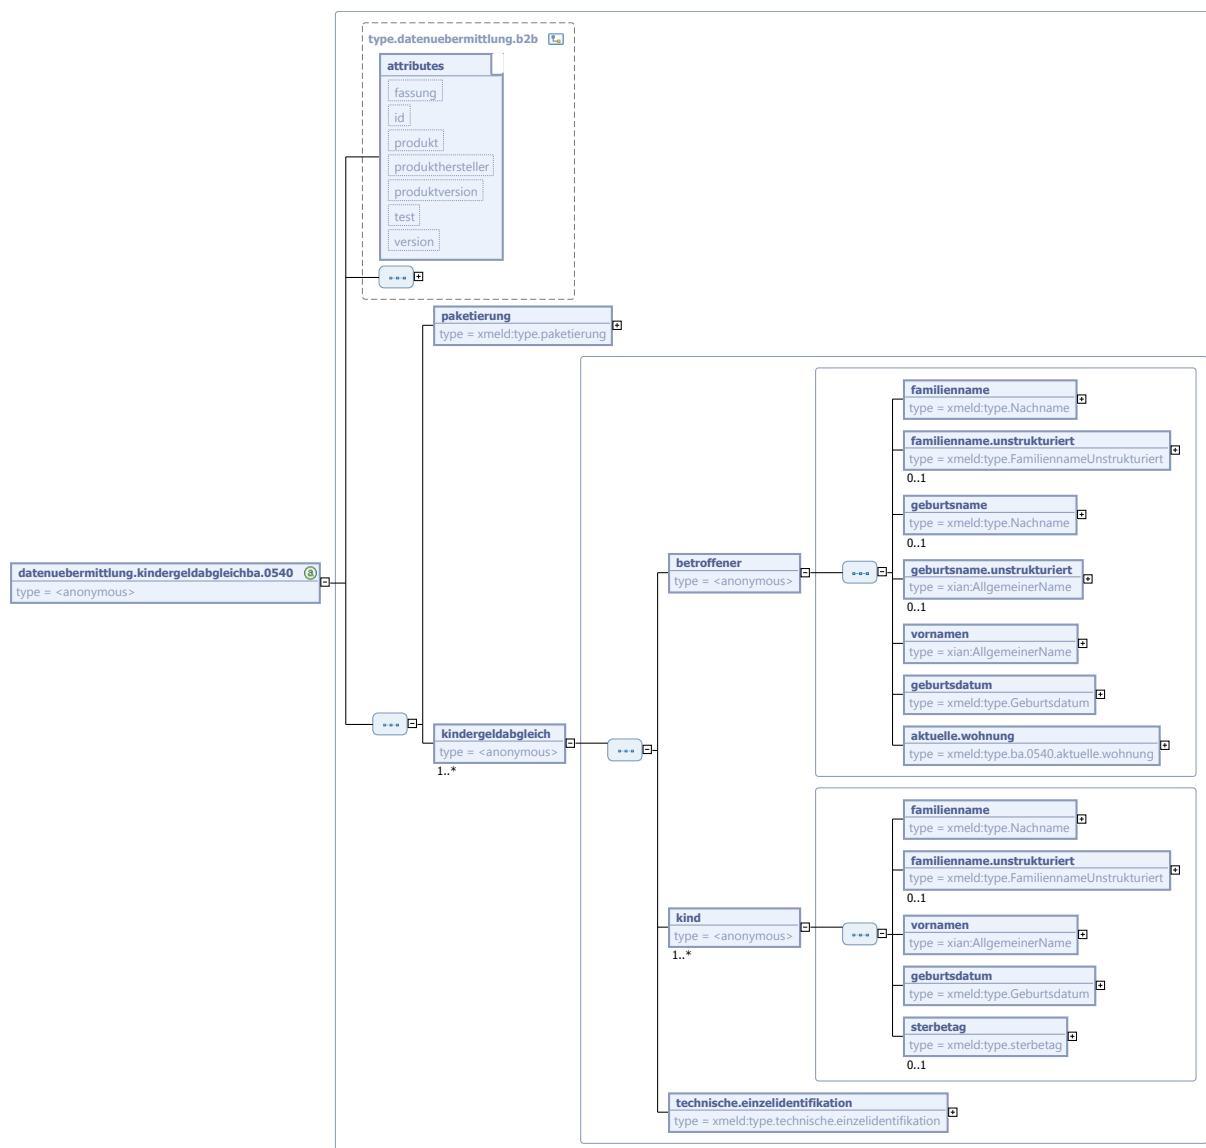 type.datenuebermittlung.b2b
attributes
fassung
id
produkt
produkthersteller
produktversion
test
version
paketierung
type = xmeld:type.paketierung
familienname
type = xmeld:type.Nachname
familienname.unstrukturiert
type = xmeld:type.FamiliennameUnstrukturiert
0..1
geburtsname
type = xmeld:type.Nachname
0..1
datenuebermittlung.kindergeldabgleichba.0540 a
type = <anonymous>
betroffener
type = <anonymous>
geburtsname.unstrukturiert
type = xian:AllgemeinerName
0..1
vornamen
type = xian:AllgemeinerName
geburtsdatum
type = xmeld:type.Geburtsdatum
aktuelle.wohnung
type = xmeld:type.ba.0540.aktuelle.wohnung
kindergeldabgleich
type = <anonymous>
1..*
familienname
type = xmeld:type.Nachname
familienname.unstrukturiert
type = xmeld:type.FamiliennameUnstrukturiert
0..1
kind
type = <anonymous>
1..*
vornamen
type = xian:AllgemeinerName
geburtsdatum
type = xmeld:type.Geburtsdatum
sterbetag
type = xmeld:type.sterbetag
0..1
technische.einzelidentifikation
type = xmeld:type.technische.einzelidentifikation